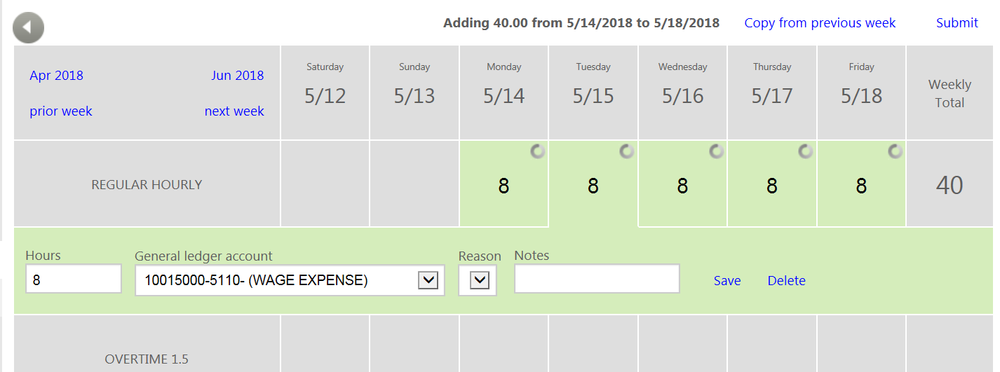 Adding 40.00 from 5/14/2018 to 5/18/2018 Copy from previous week Submit
Apr 2018 Jun 2018
prior week next week
Saturday Sunday Monday Tuesday Wednesday Thursday Friday
5/12 5/13 5/14 5/15 5/16 5/17 5/18
Weekly
Total
REGULAR HOURLY 8 8 8 8 8 40
Hours General ledger account Reason Notes
8 10015000-5110- (WAGE EXPENSE) Save Delete
OVERTIME 1.5